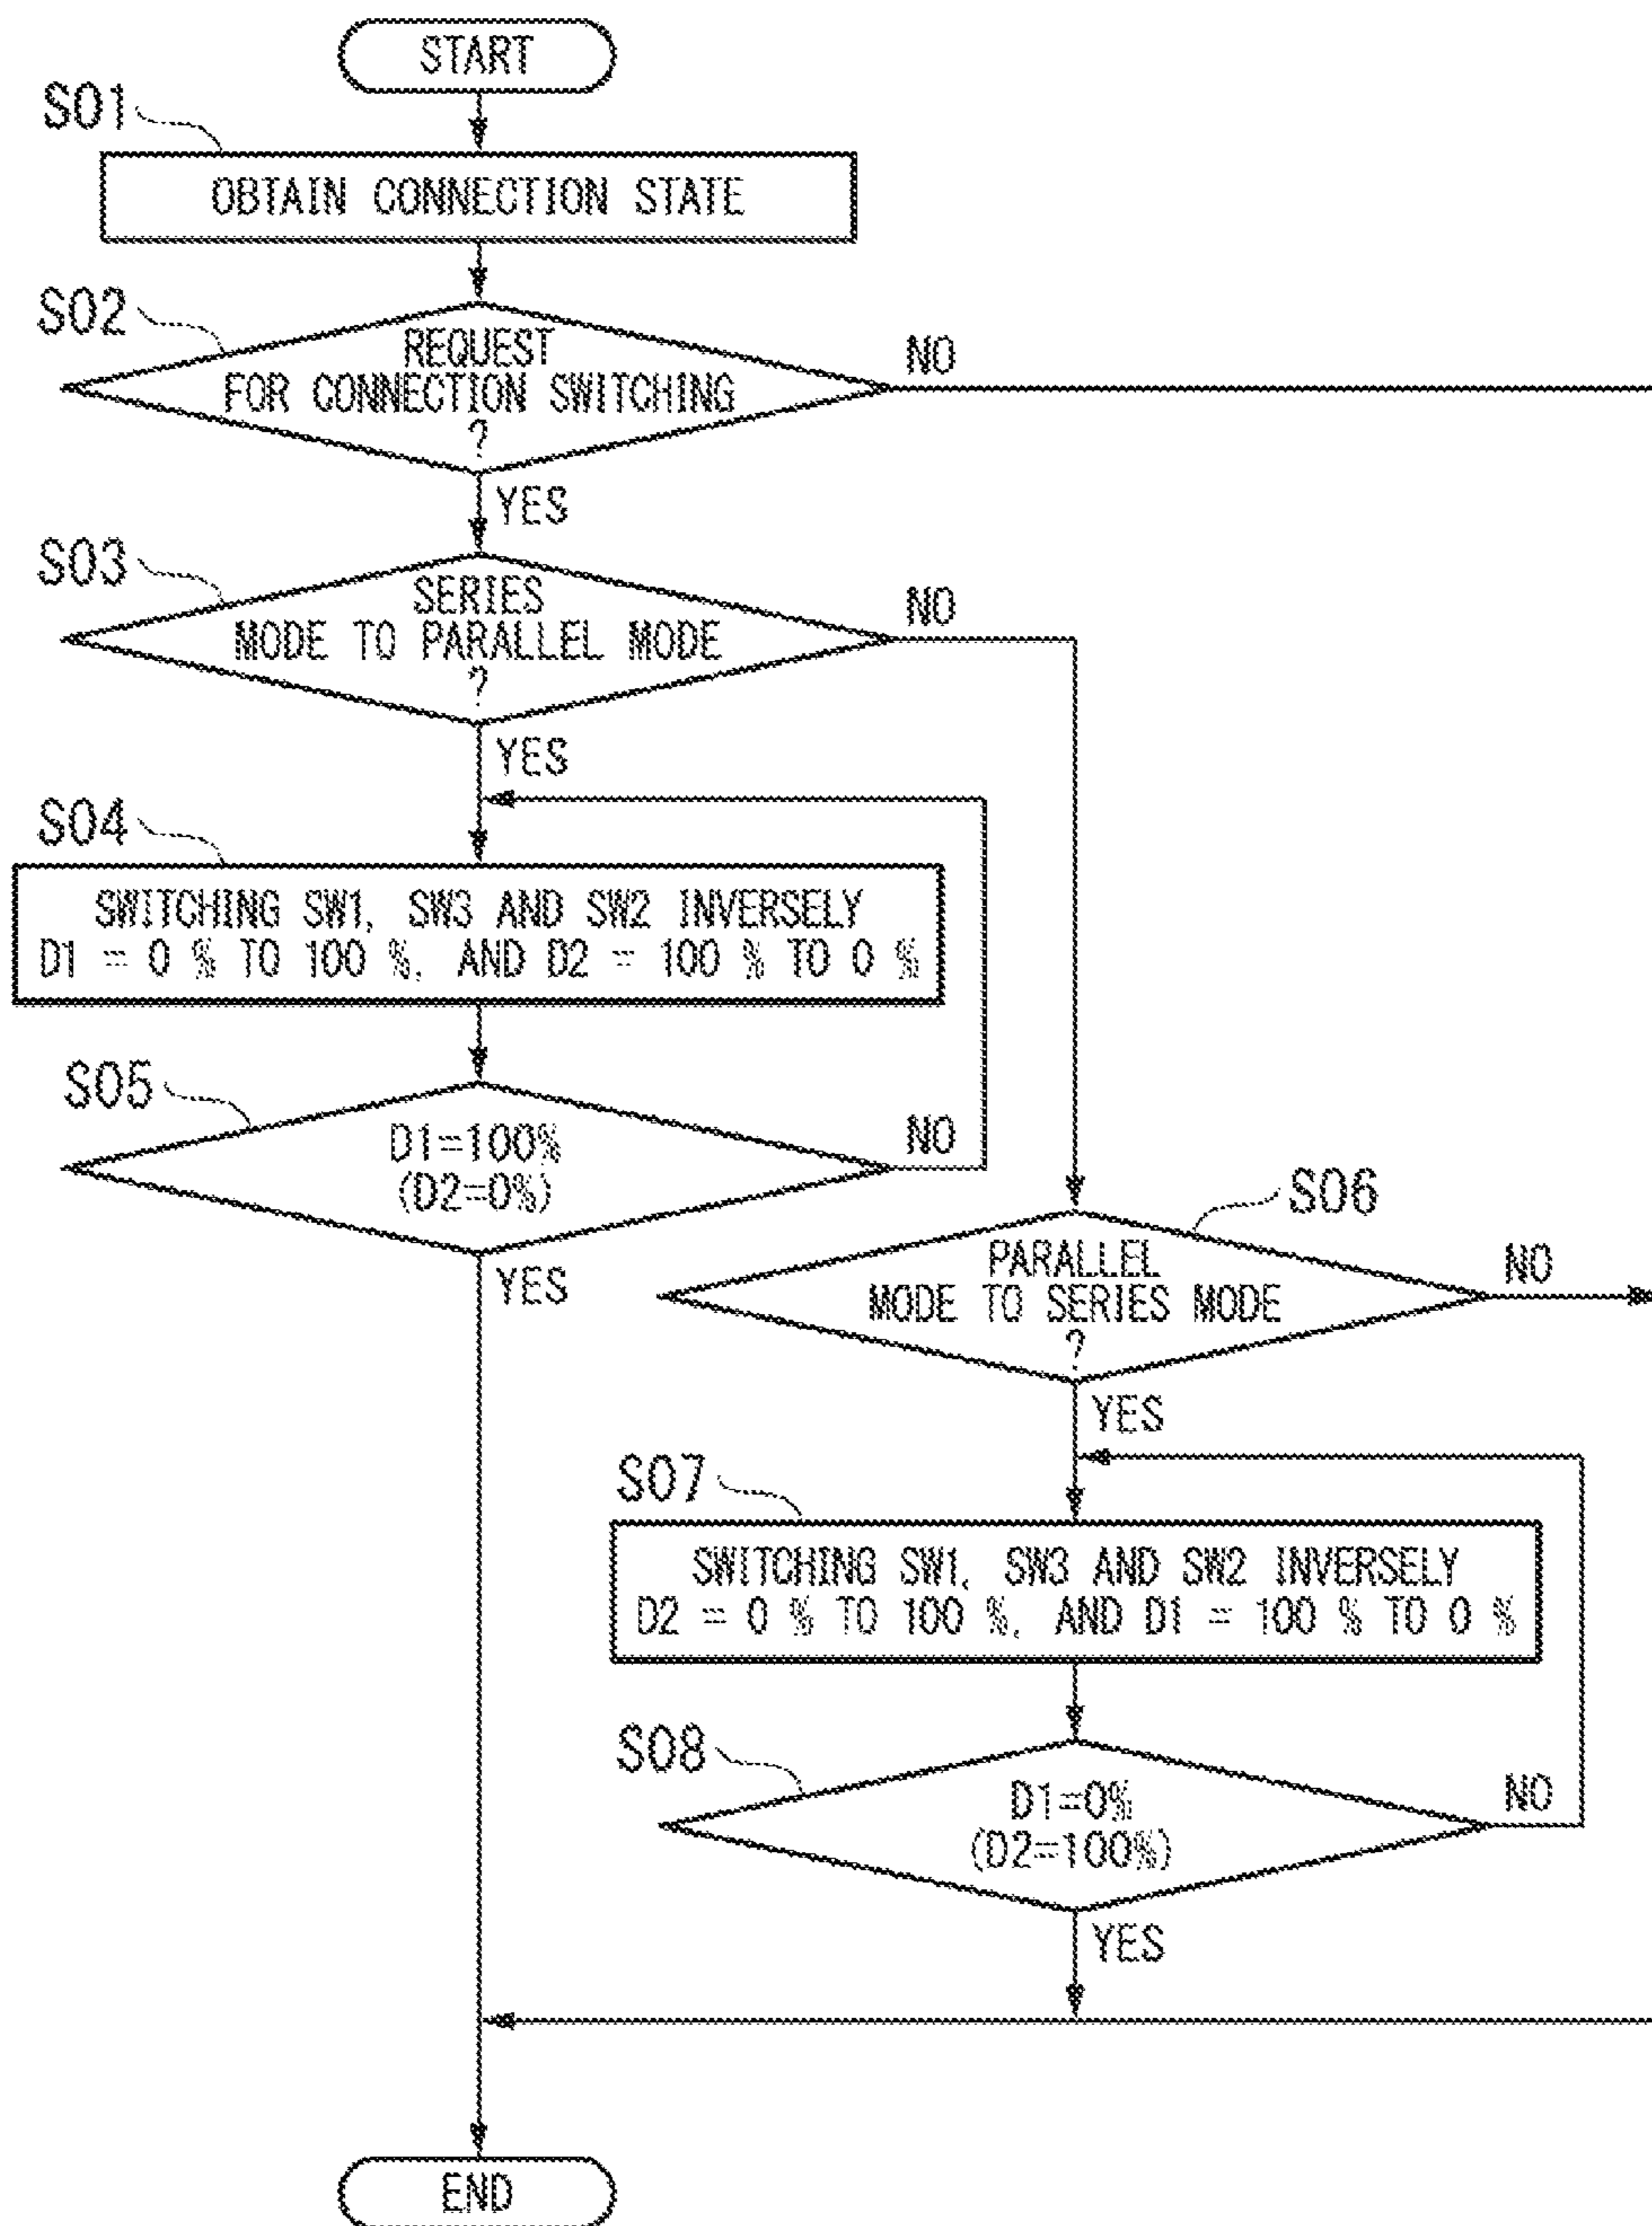 START
S01
OBTAIN CONNECTION STATE
S02
REQUEST
FOR CONNECTION SWITCHING
?
NO
YES
S03
SERIES
MODE TO PARALLEL MODE
?
NO
YES
S04
SWITCHING SW1, SW3 AND SW2 INVERSELY
D1 = 0 % TO 100 %, AND D2 = 100 % TO 0 %
S05
D1=100%
(D2=0%)
NO
YES
S06
PARALLEL
MODE TO SERIES MODE
?
NO
YES
S07
SWITCHING SW1, SW3 AND SW2 INVERSELY
D2 = 0 % TO 100 %, AND D1 = 100 % TO 0 %
S08
D1=0%
(D2=100%)
NO
YES
END